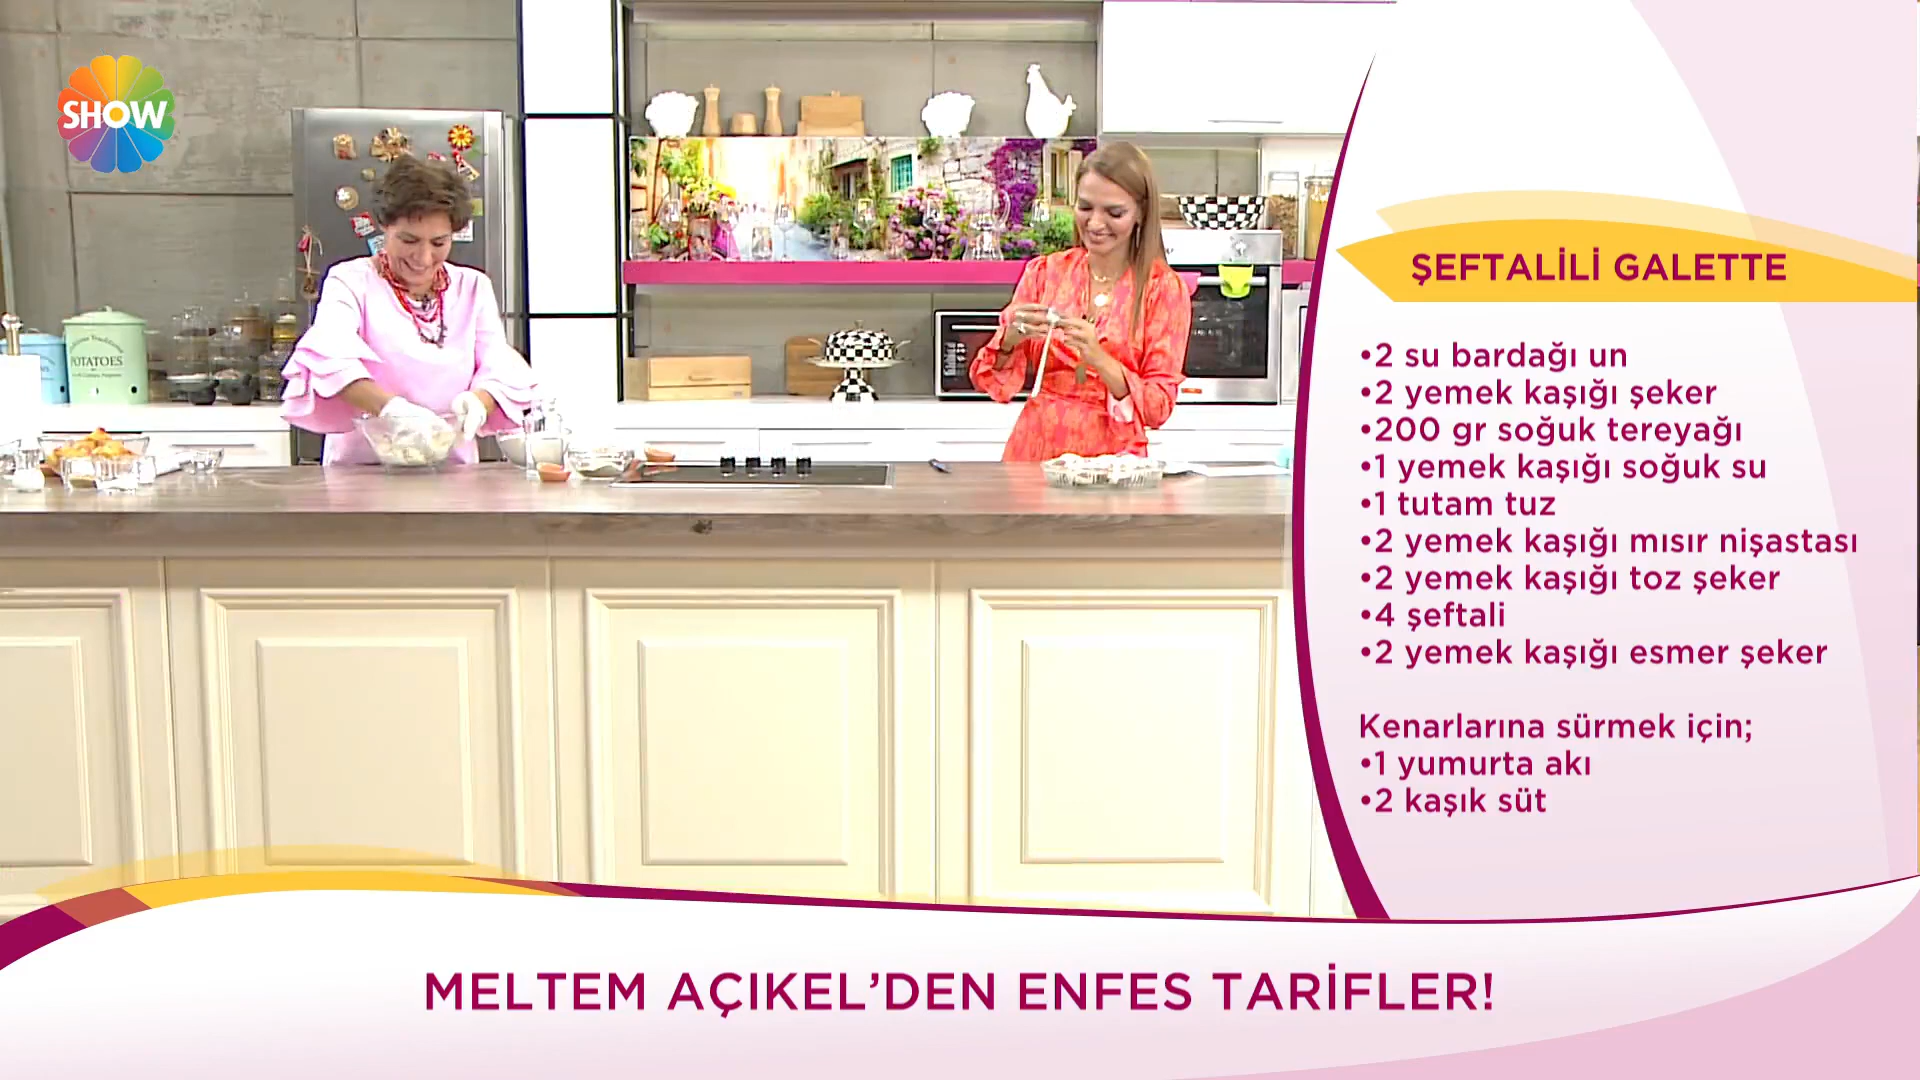 SHOW
POTATOES
ŞEFTALİLİ GALETTE
•2 su bardağı un
•2 yemek kaşığı şeker
•200 gr soğuk tereyağı
•1 yemek kaşığı soğuk su
•1 tutam tuz
•2 yemek kaşığı mısır nişastası
•2 yemek kaşığı toz şeker
•4 şeftali
•2 yemek kaşığı esmer şeker
Kenarlarına sürmek için;
•1 yumurta akı
•2 kaşık süt
MELTEM AÇIKEL’DEN ENFES TARİFLER!